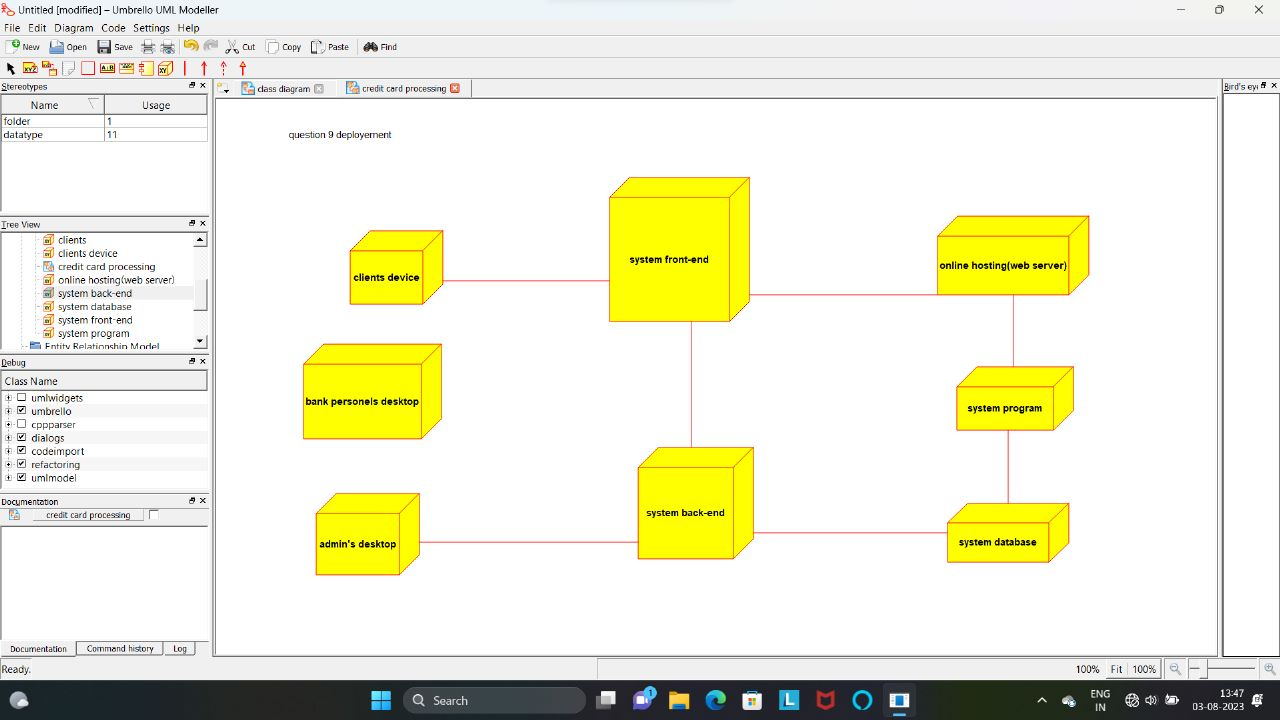 Untitled [modified] – Umbrello UML Modeller
File Edit Diagram Code Settings Help
New Open Save Cut Copy Paste Find
Stereotypes
Name Usage
folder 1
datatype 11
Tree View
clients
clients device
credit card processing
online hosting(web server)
system back-end
system database
system front-end
system program
Entity Relationship Model
Debug
Class Name
umlwidgets
umbrello
cppparser
dialogs
codeimport
refactoring
umlmodel
Documentation
credit card processing
Documentation Command history Log
class diagram credit card processing
question 9 deployement
system front-end
clients device
online hosting(web server)
bank personels desktop
system program
system back-end
admin's desktop
system database
Bird's eye
Ready.
100% Fit 100%
Search
1
L
ENG
IN
13:47
03-08-2023